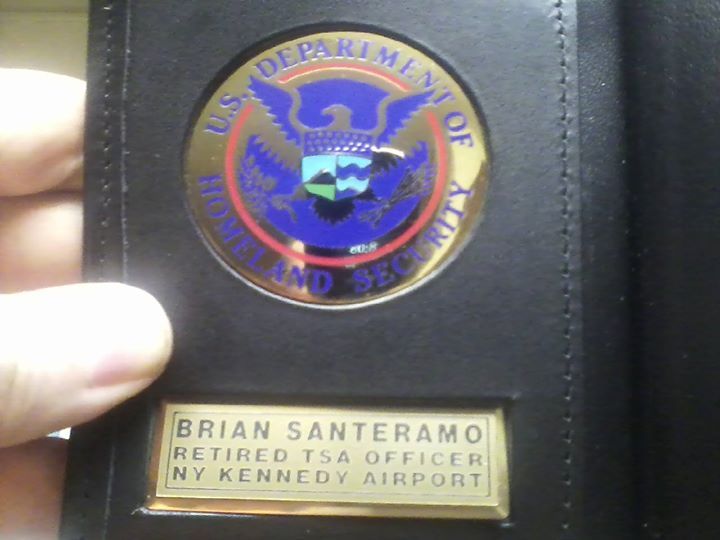 U.S. DEPARTMENT OF
HOMELAND SECURITY
BRIAN SANTERAMO
RETIRED TSA OFFICER
NY KENNEDY AIRPORT